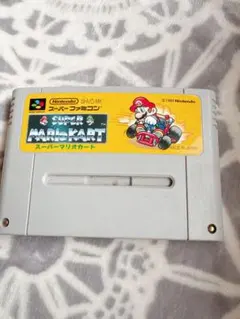 Nintendo SHVC-MK
スーパーファミコン
SUPER
MARIO KART
スーパーマリオカート
©1992 Nintendo